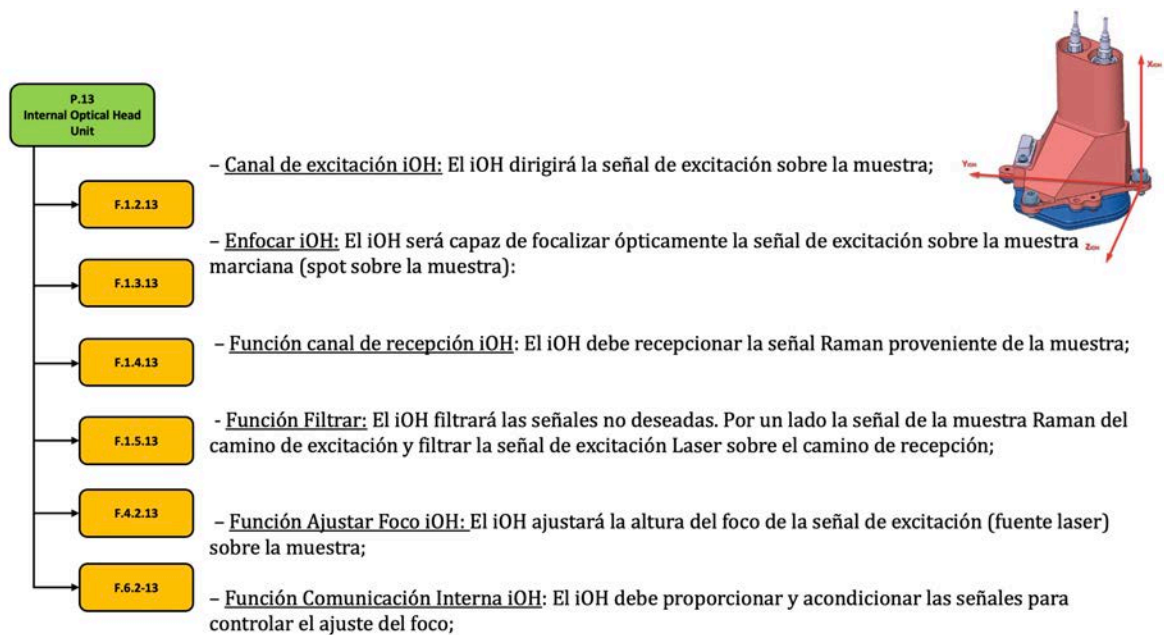 P.13
Internal Optical Head
Unit
– Canal de excitación iOH: El iOH dirigirá la señal de excitación sobre la muestra;
F.1.2.13
– Enfocar iOH: El iOH será capaz de focalizar ópticamente la señal de excitación sobre la muestra
marciana (spot sobre la muestra):
F.1.3.13
– Función canal de recepción iOH: El iOH debe recepcionar la señal Raman proveniente de la muestra;
F.1.4.13
- Función Filtrar: El iOH filtrará las señales no deseadas. Por un lado la señal de la muestra Raman del
camino de excitación y filtrar la señal de excitación Laser sobre el camino de recepción;
F.1.5.13
– Función Ajustar Foco iOH: El iOH ajustará la altura del foco de la señal de excitación (fuente laser)
sobre la muestra;
F.4.2.13
– Función Comunicación Interna iOH: El iOH debe proporcionar y acondicionar las señales para
controlar el ajuste del foco;
F.6.2-13
XIOH
YIOH
ZIOH